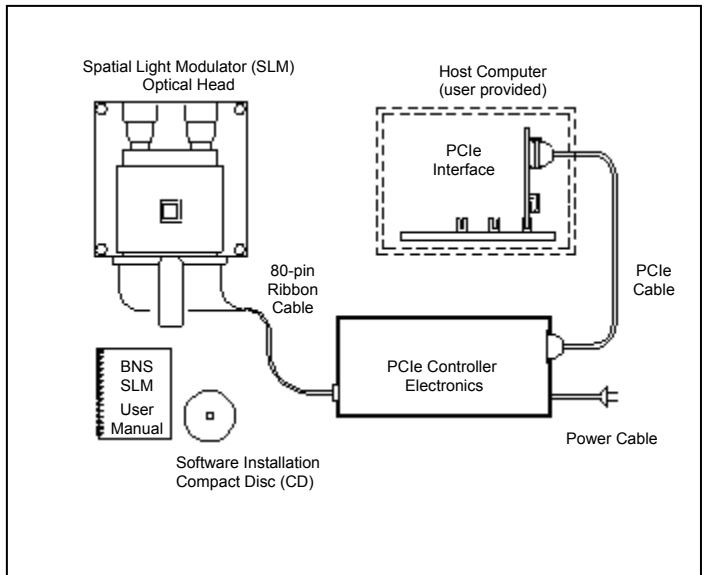 Spatial Light Modulator (SLM)
Optical Head
Host Computer
(user provided)
PCIe
Interface
80-pin
Ribbon
Cable
PCIe
Cable
PCIe Controller
Electronics
BNS
SLM
User
Manual
Power Cable
Software Installation
Compact Disc (CD)